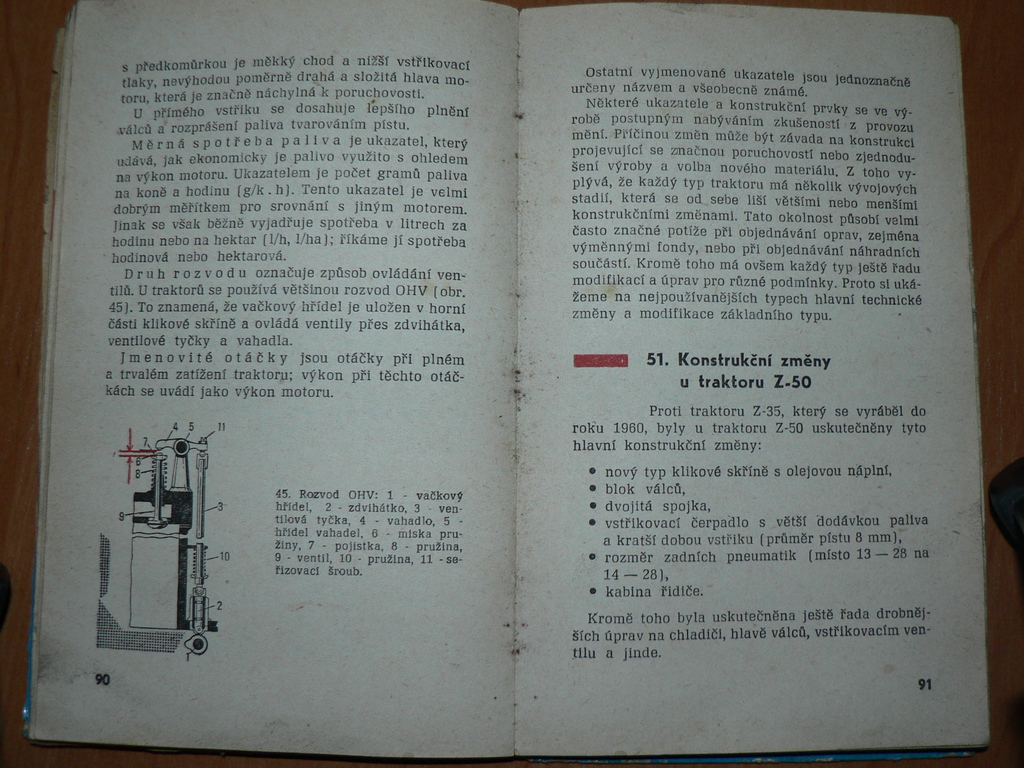 s předkomůrkou je měkký chod a nižší vstřikovací
tlaky, nevýhodou poměrně drahá a složitá hlava mo-
toru, která je značně náchylná k poruchovosti.
U přímého vstřiku se dosahuje lepšího plnění
válců a rozprášení paliva tvarováním pístu.
Měrná spotřeba paliva je ukazatel, který
udává, jak ekonomicky je palivo využito s ohledem
na výkon motoru. Ukazatelem je počet gramů paliva
na koně a hodinu (g/k . h). Tento ukazatel je velmi
dobrým měřítkem pro srovnání s jiným motorem.
Jinak se však běžně vyjadřuje spotřeba v litrech za
hodinu nebo na hektar (l/h, l/ha); říkáme jí spotřeba
hodinová nebo hektarová.
Druh rozvodu označuje způsob ovládání ven-
tilů. U traktorů se používá většinou rozvod OHV (obr.
45). To znamená, že vačkový hřídel je uložen v horní
části klikové skříně a ovládá ventily přes zdvihátka,
ventilové tyčky a vahadla.
Jmenovité otáčky jsou otáčky při plném
a trvalém zatížení traktoru; výkon při těchto otáč-
kách se uvádí jako výkon motoru.
4 5 11
7
6
8
3
9
10
2
1
45. Rozvod OHV: 1 - vačkový
hřídel, 2 - zdvihátko, 3 - ven-
tilová tyčka, 4 - vahadlo, 5 -
hřídel vahadel, 6 - miska pru-
žiny, 7 - pojistka, 8 - pružina,
9 - ventil, 10 - pružina, 11 - se-
řizovací šroub.
90
Ostatní vyjmenované ukazatele jsou jednoznačně
určeny názvem a všeobecně známé.
Některé ukazatele a konstrukční prvky se ve vý-
robě postupným nabýváním zkušeností z provozu
mění. Příčinou změn může být závada na konstrukci
projevující se značnou poruchovostí nebo zjednodu-
šení výroby a volba nového materiálu. Z toho vy-
plývá, že každý typ traktoru má několik vývojových
stadií, která se od sebe liší většími nebo menšími
konstrukčními změnami. Tato okolnost působí velmi
často značné potíže při objednávání oprav, zejména
výměnnými fondy, nebo při objednávání náhradních
součástí. Kromě toho má ovšem každý typ ještě řadu
modifikací a úprav pro různé podmínky. Proto si uká-
žeme na nejpoužívanějších typech hlavní technické
změny a modifikace základního typu.
51. Konstrukční změny
u traktoru Z-50
Proti traktoru Z-35, který se vyráběl do
roku 1960, byly u traktoru Z-50 uskutečněny tyto
hlavní konstrukční změny:
• nový typ klikové skříně s olejovou náplní,
• blok válců,
• dvojitá spojka,
• vstřikovací čerpadlo s větší dodávkou paliva
a kratší dobou vstřiku (průměr pístu 8 mm),
• rozměr zadních pneumatik (místo 13 — 28 na
14 — 28),
• kabina řidiče.
Kromě toho byla uskutečněna ještě řada drobněj-
ších úprav na chladiči, hlavě válců, vstřikovacím ven-
tilu a jinde.
91